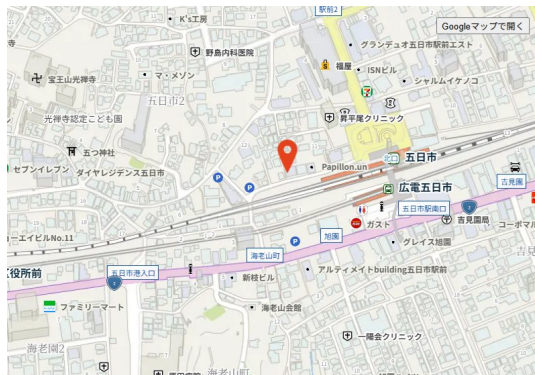 駅前2
K's工房
Googleマップで開く
グランデュオ五日市駅前エスト
野島内科医院
福屋
ISNビル
宝王山光禅寺
マ・メゾン
シャルムイケノコ
五日市2
光禅寺認定こども園
昇平尾クリニック
五つ神社
北口
五日市
セブンイレブン
ダイヤレジデンス五日市
Papillon.un
吉見園
広電五日市
五日市駅南口
ガスト
吉見園局
コーポマル
ョーエイビルNo.11
旭園
グレイス旭園
海老山町
区役所前
五日市港入口
アルティメイトbuilding五日市駅前
新枝ビル
ファミリーマート
海老山会館
一陽会クリニック
海老園2
海老山町